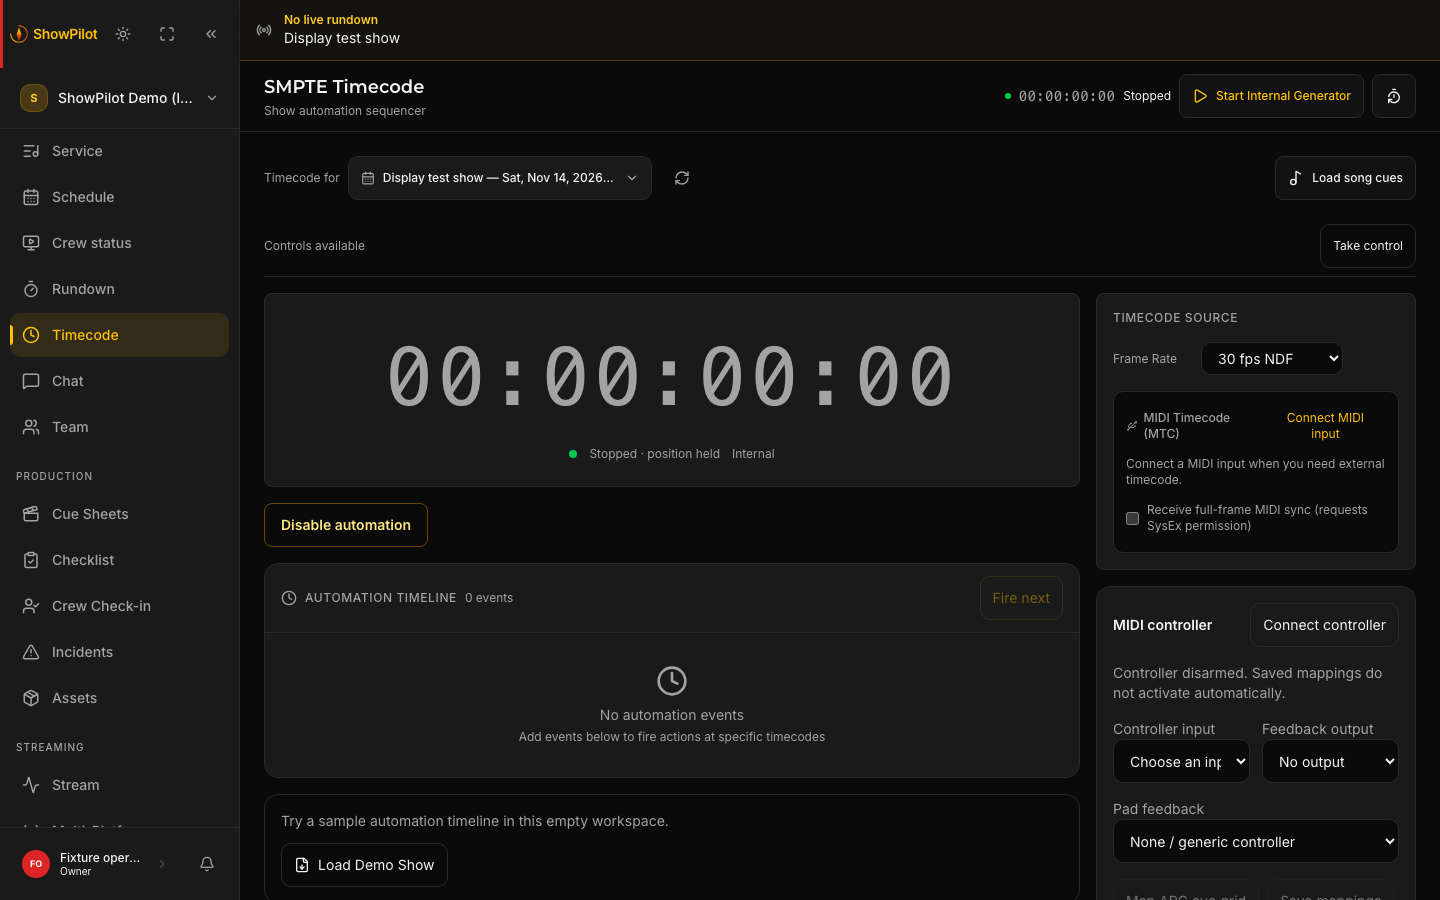 ShowPilot
S
ShowPilot Demo (I...
Service
Schedule
Crew status
Rundown
Timecode
Chat
Team
PRODUCTION
Cue Sheets
Checklist
Crew Check-in
Incidents
Assets
STREAMING
Stream
FO
Fixture oper...
Owner
No live rundown
Display test show
SMPTE Timecode
Show automation sequencer
00:00:00:00 Stopped
Start Internal Generator
Timecode for
Display test show — Sat, Nov 14, 2026...
Load song cues
Controls available
Take control
00:00:00:00
Stopped · position held Internal
Disable automation
AUTOMATION TIMELINE 0 events
Fire next
No automation events
Add events below to fire actions at specific timecodes
Try a sample automation timeline in this empty workspace.
Load Demo Show
TIMECODE SOURCE
Frame Rate
30 fps NDF
MIDI Timecode
(MTC)
Connect MIDI
input
Connect a MIDI input when you need external
timecode.
Receive full-frame MIDI sync (requests
SysEx permission)
MIDI controller
Connect controller
Controller disarmed. Saved mappings do
not activate automatically.
Controller input
Feedback output
Choose an inp
No output
Pad feedback
None / generic controller
Map APC cue grid
Save mappings